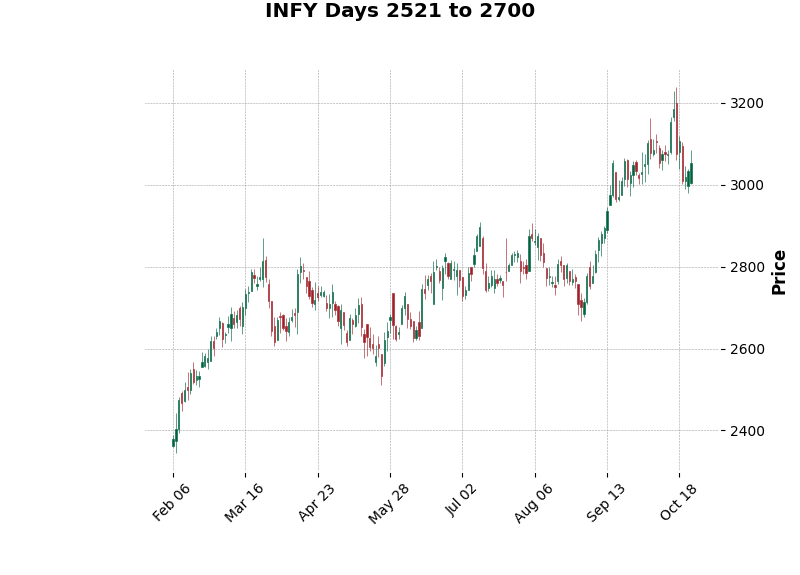 INFY Days 2521 to 2700
3200
3000
2800
2600
2400
Price
Feb 06
Mar 16
Apr 23
May 28
Jul 02
Aug 06
Sep 13
Oct 18